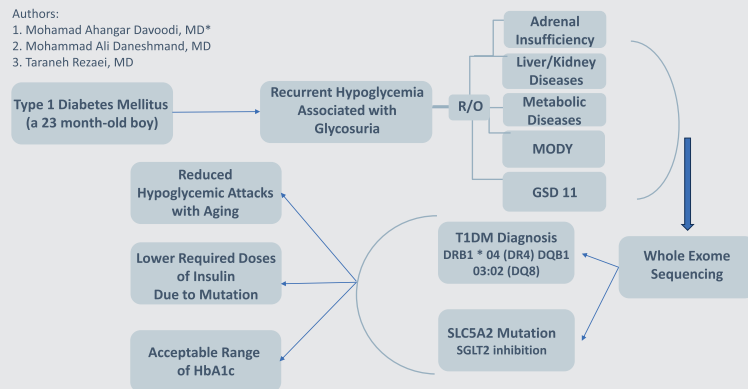 Authors:
1. Mohamad Ahangar Davoodi, MD*
2. Mohammad Ali Daneshmand, MD
3. Taraneh Rezaei, MD
Type 1 Diabetes Mellitus
(a 23 month-old boy)
Recurrent Hypoglycemia
Associated with
Glycosuria
R/O
Adrenal
Insufficiency
Liver/Kidney
Diseases
Metabolic
Diseases
MODY
GSD 11
Whole Exome
Sequencing
T1DM Diagnosis
DRB1 * 04 (DR4) DQB1
03:02 (DQ8)
SLC5A2 Mutation
SGLT2 inhibition
Reduced
Hypoglycemic Attacks
with Aging
Lower Required Doses
of Insulin
Due to Mutation
Acceptable Range
of HbA1c